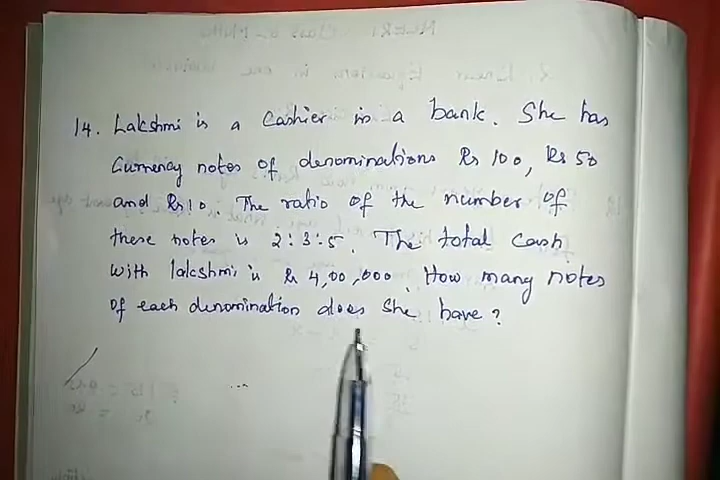 14. Lakshmi is a Cashier in a bank. She has
Currency notes of denominations Rs 100, Rs 50
and Rs 10. The ratio of the number of
these notes is 2:3:5. The total cash
with lakshmi is Rs 4,00,000. How many notes
of each denomination does she have?